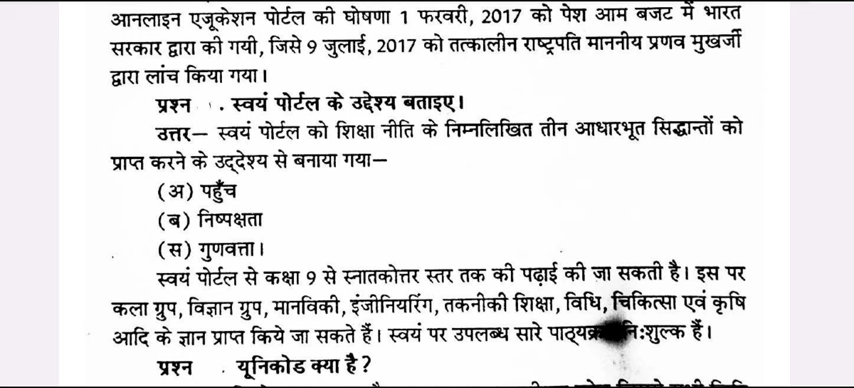 आनलाइन एजूकेशन पोर्टल की घोषणा 1 फरवरी, 2017 को पेश आम बजट में भारत
सरकार द्वारा की गयी, जिसे 9 जुलाई, 2017 को तत्कालीन राष्ट्रपति माननीय प्रणव मुखर्जी
द्वारा लांच किया गया।
प्रश्न . स्वयं पोर्टल के उद्देश्य बताइए।
उत्तर— स्वयं पोर्टल को शिक्षा नीति के निम्नलिखित तीन आधारभूत सिद्धान्तों को
प्राप्त करने के उद्देश्य से बनाया गया—
(अ) पहुँच
(ब) निष्पक्षता
(स) गुणवत्ता।
स्वयं पोर्टल से कक्षा 9 से स्नातकोत्तर स्तर तक की पढ़ाई की जा सकती है। इस पर
कला ग्रुप, विज्ञान ग्रुप, मानविकी, इंजीनियरिंग, तकनीकी शिक्षा, विधि, चिकित्सा एवं कृषि
आदि के ज्ञान प्राप्त किये जा सकते हैं। स्वयं पर उपलब्ध सारे नि:शुल्क हैं।
प्रश्न . यूनिकोड क्या है?